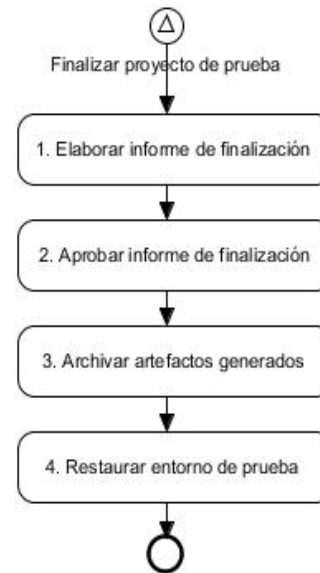 Finalizar proyecto de prueba
1. Elaborar informe de finalización
2. Aprobar informe de finalización
3. Archivar artefactos generados
4. Restaurar entorno de prueba